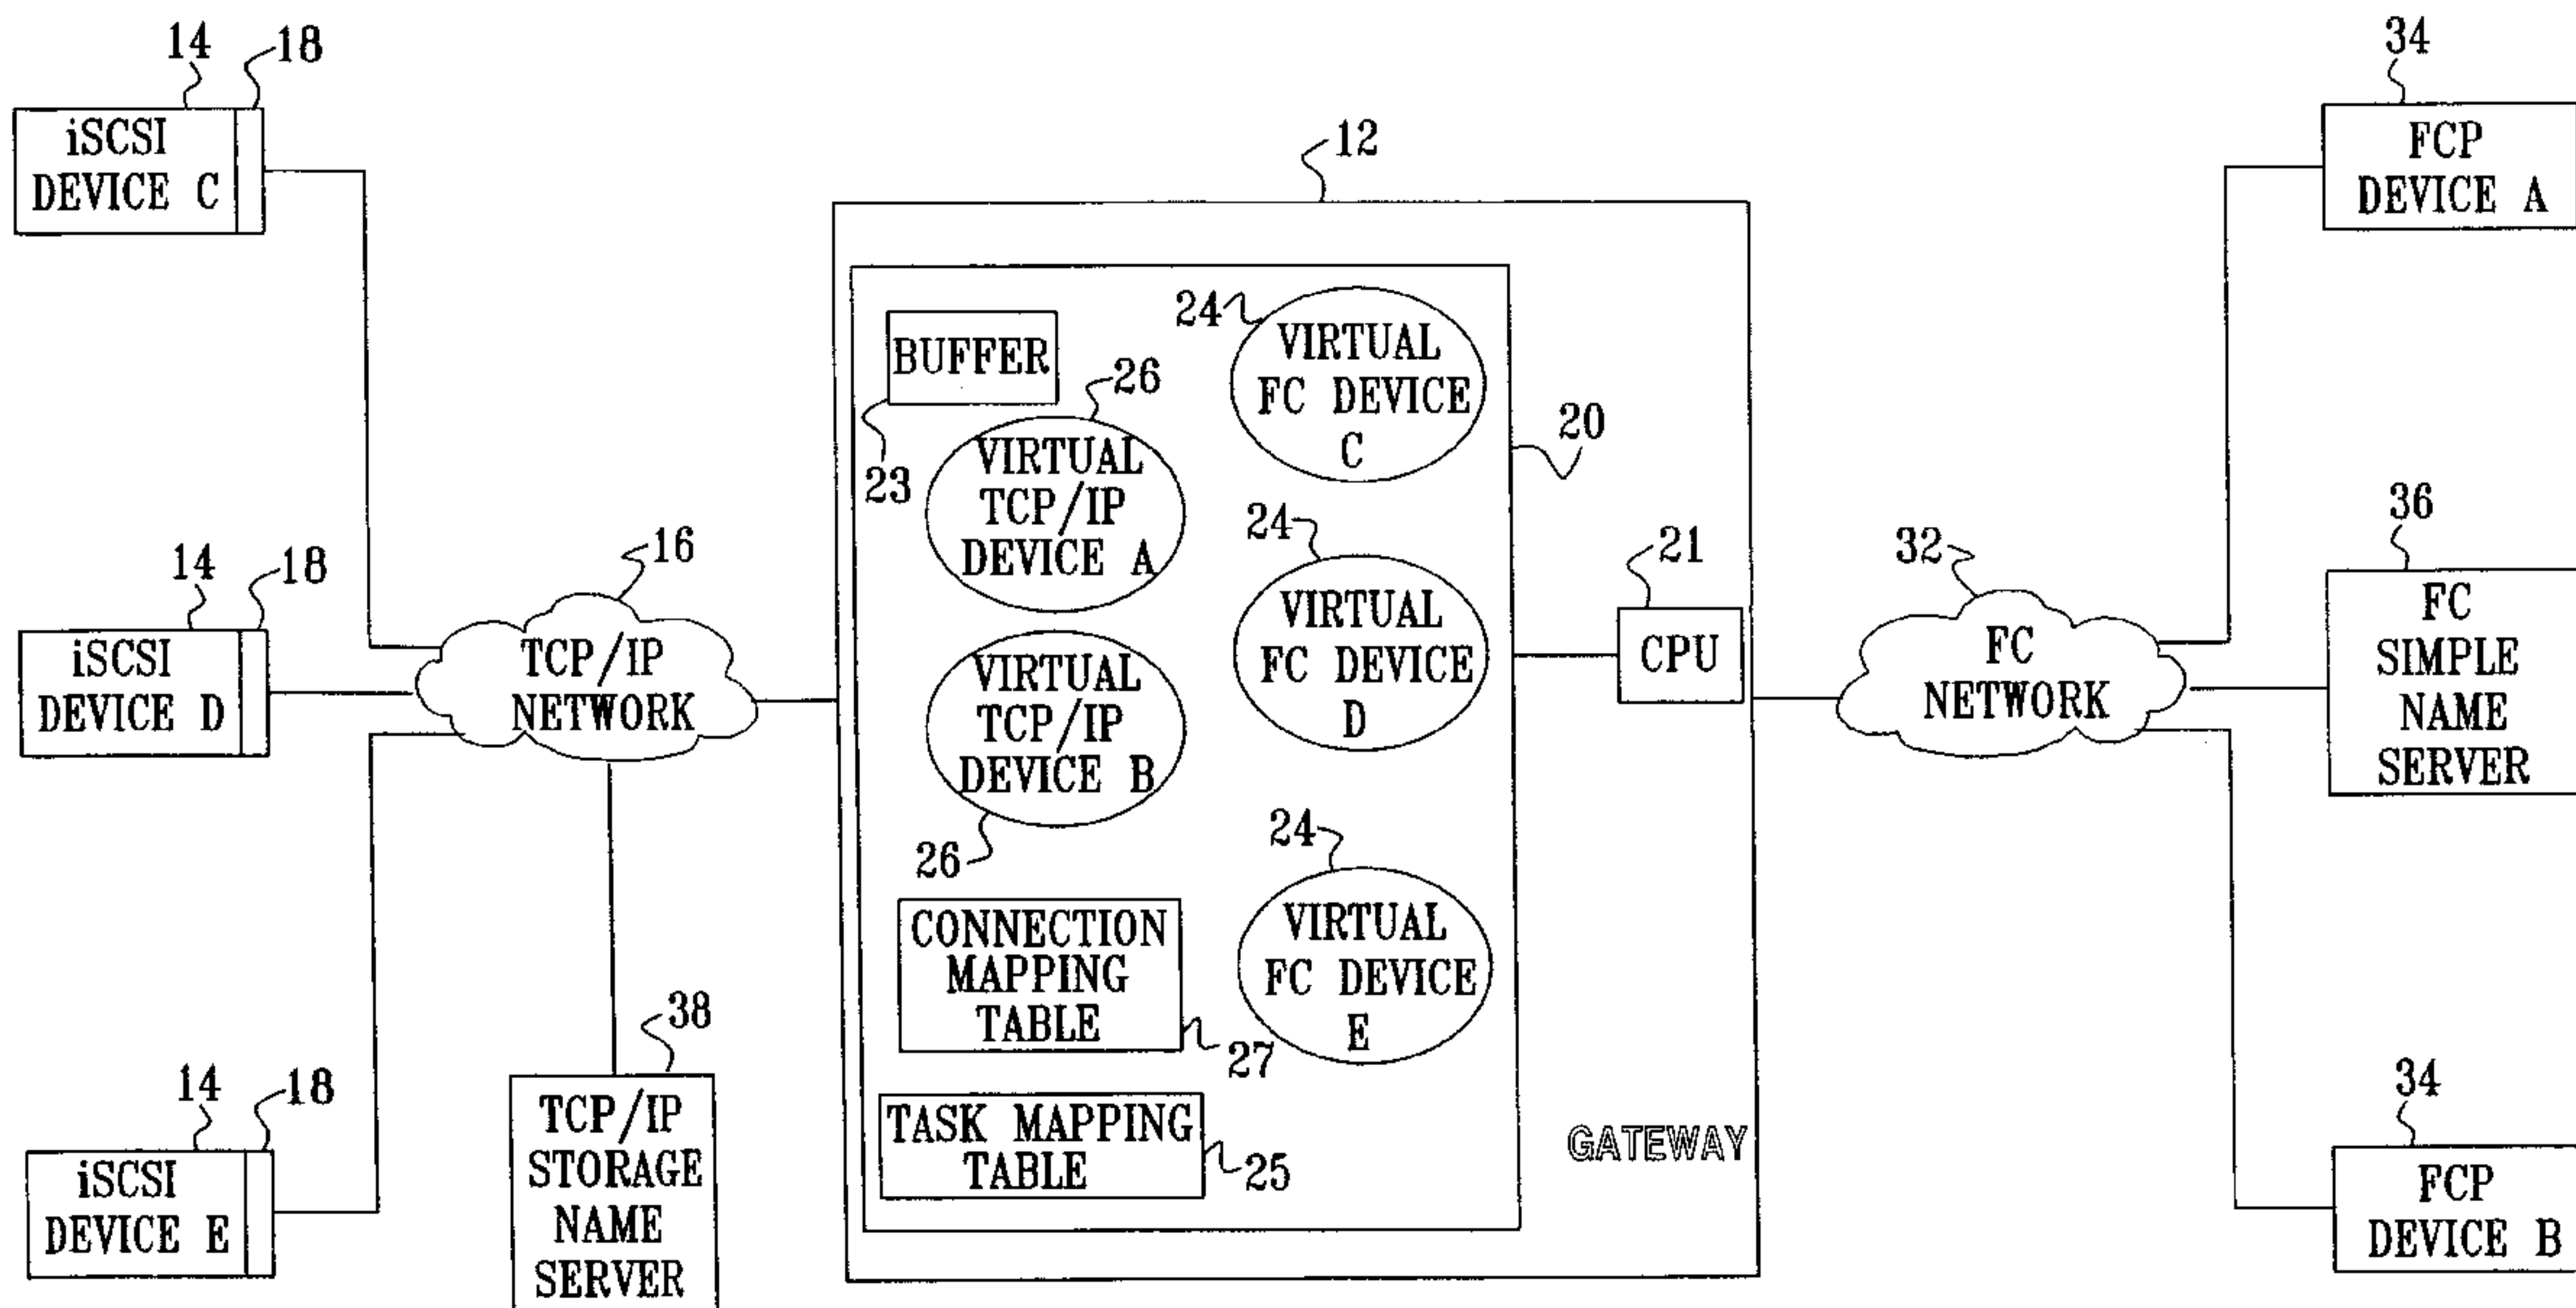 14
18
iSCSI
DEVICE C
14
18
iSCSI
DEVICE D
14
18
iSCSI
DEVICE E
16
TCP/IP
NETWORK
38
TCP/IP
STORAGE
NAME
SERVER
12
BUFFER
23
26
VIRTUAL
TCP/IP
DEVICE A
VIRTUAL
TCP/IP
DEVICE B
26
CONNECTION
MAPPING
TABLE
27
TASK MAPPING
TABLE
25
24
VIRTUAL
FC DEVICE
C
24
VIRTUAL
FC DEVICE
D
24
VIRTUAL
FC DEVICE
E
20
21
CPU
GATEWAY
32
FC
NETWORK
34
FCP
DEVICE A
36
FC
SIMPLE
NAME
SERVER
34
FCP
DEVICE B